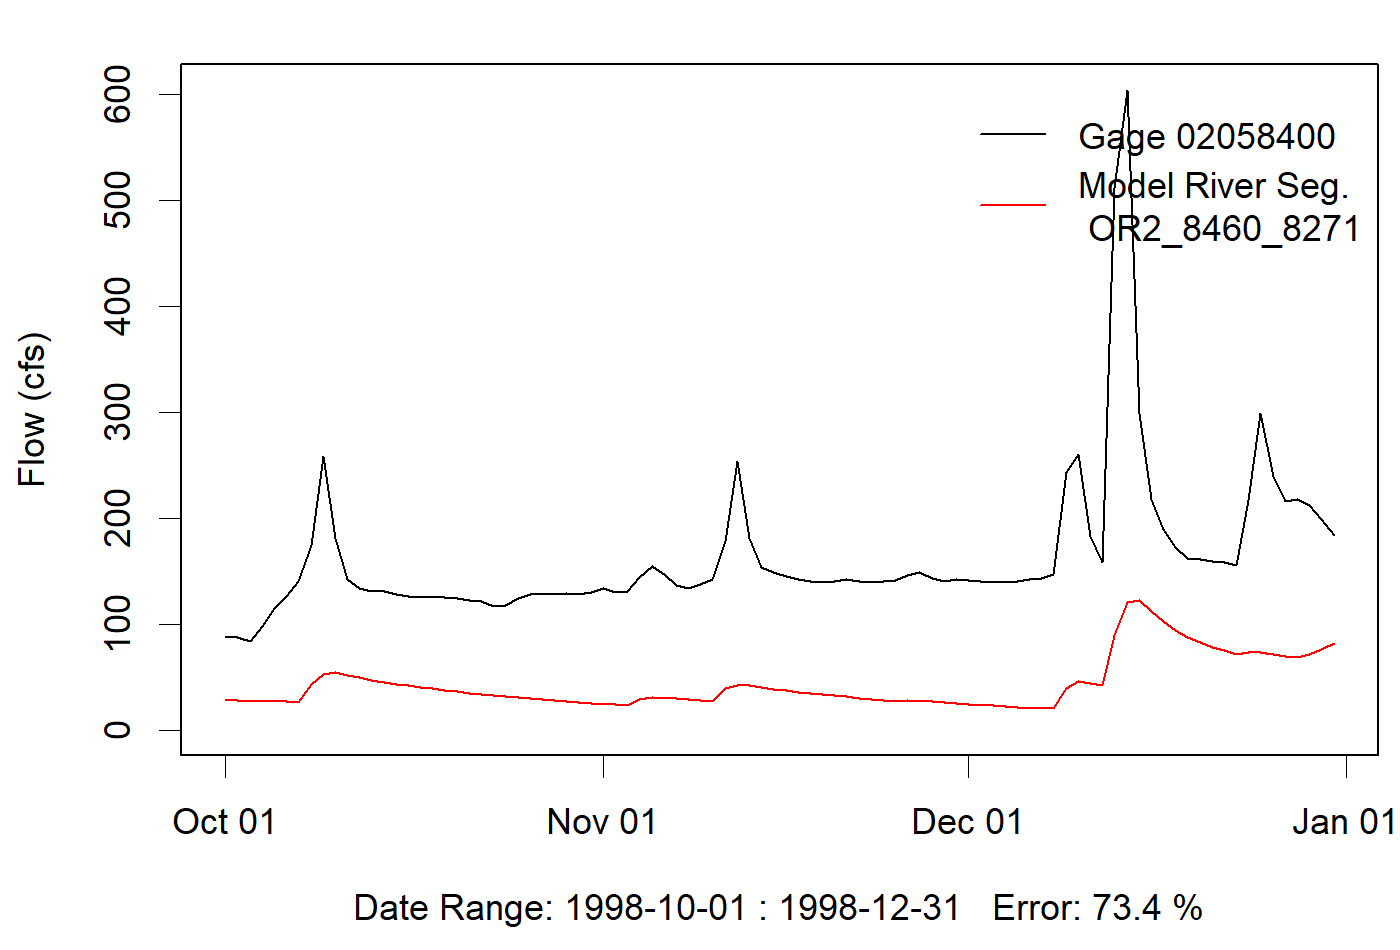 600
500
400
300
200
100
0
Flow (cfs)
Gage 02058400
Model River Seg.
OR2_8460_8271
Oct 01
Nov 01
Dec 01
Jan 01
Date Range: 1998-10-01 : 1998-12-31   Error: 73.4 %